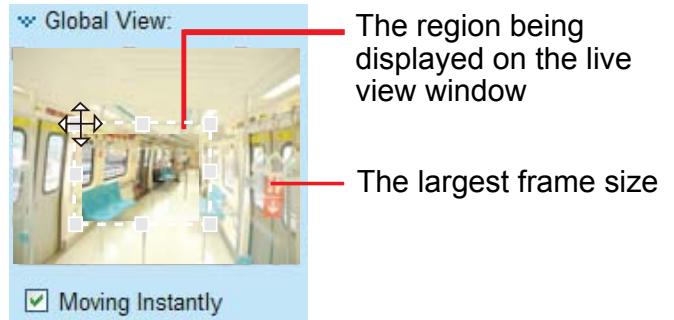 Global View:
The region being
displayed on the live
view window
The largest frame size
Moving Instantly